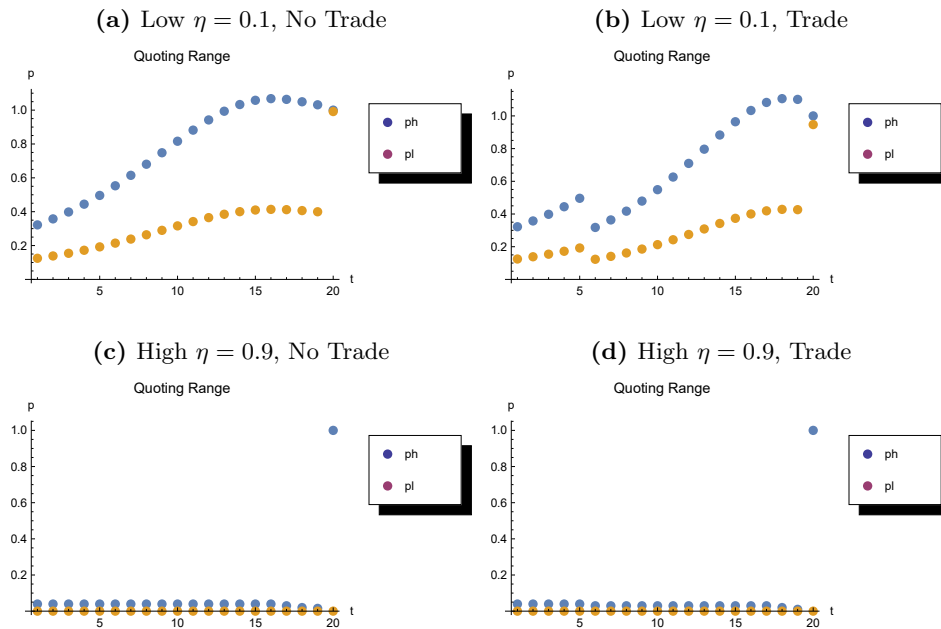 (a) Low η = 0.1, No Trade
Quoting Range
p
1.0
0.8
0.6
0.4
0.2
5
10
15
20
t
ph
pl
(b) Low η = 0.1, Trade
Quoting Range
p
1.0
0.8
0.6
0.4
0.2
5
10
15
20
t
ph
pl
(c) High η = 0.9, No Trade
Quoting Range
p
1.0
0.8
0.6
0.4
0.2
5
10
15
20
t
ph
pl
(d) High η = 0.9, Trade
Quoting Range
p
1.0
0.8
0.6
0.4
0.2
5
10
15
20
t
ph
pl